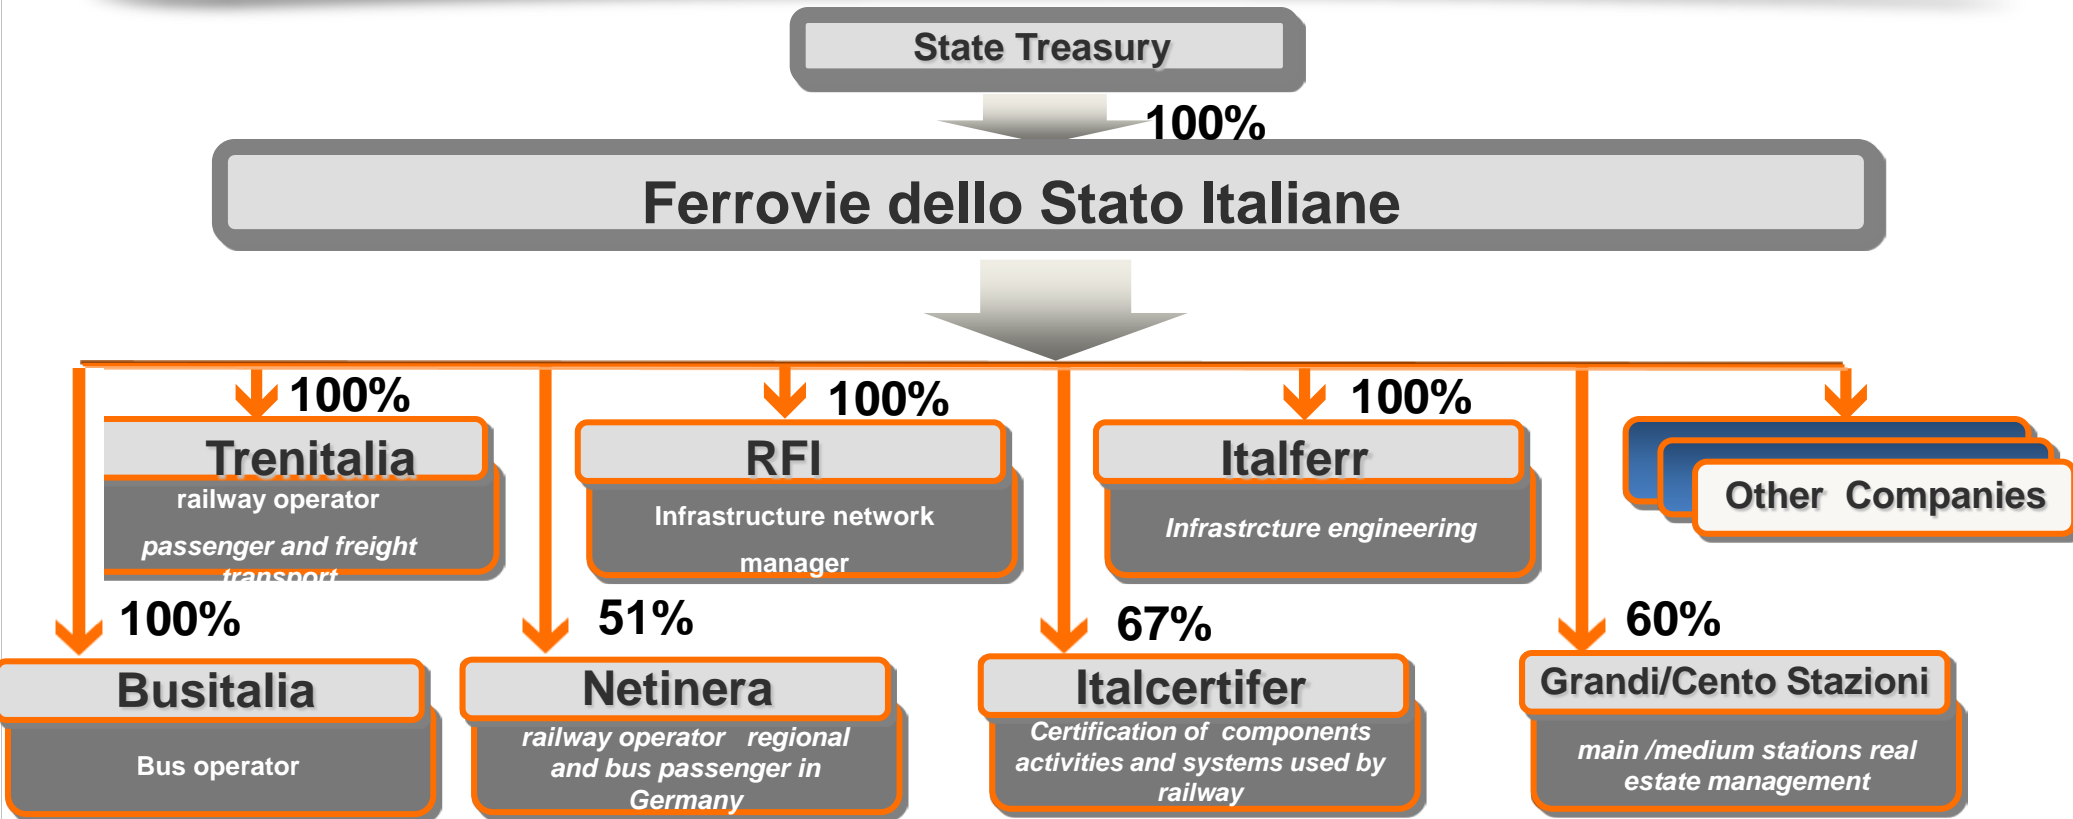 State Treasury
100%
Ferrovie dello Stato Italiane
100%
100%
100%
Trenitalia
railway operator
passenger and freight
transport
RFI
Infrastructure network
manager
Italferr
Infrastrcture engineering
Other Companies
100%
51%
67%
60%
Busitalia
Bus operator
Netinera
railway operator regional
and bus passenger in
Germany
Italcertifer
Certification of components
activities and systems used by
railway
Grandi/Cento Stazioni
main /medium stations real
estate management